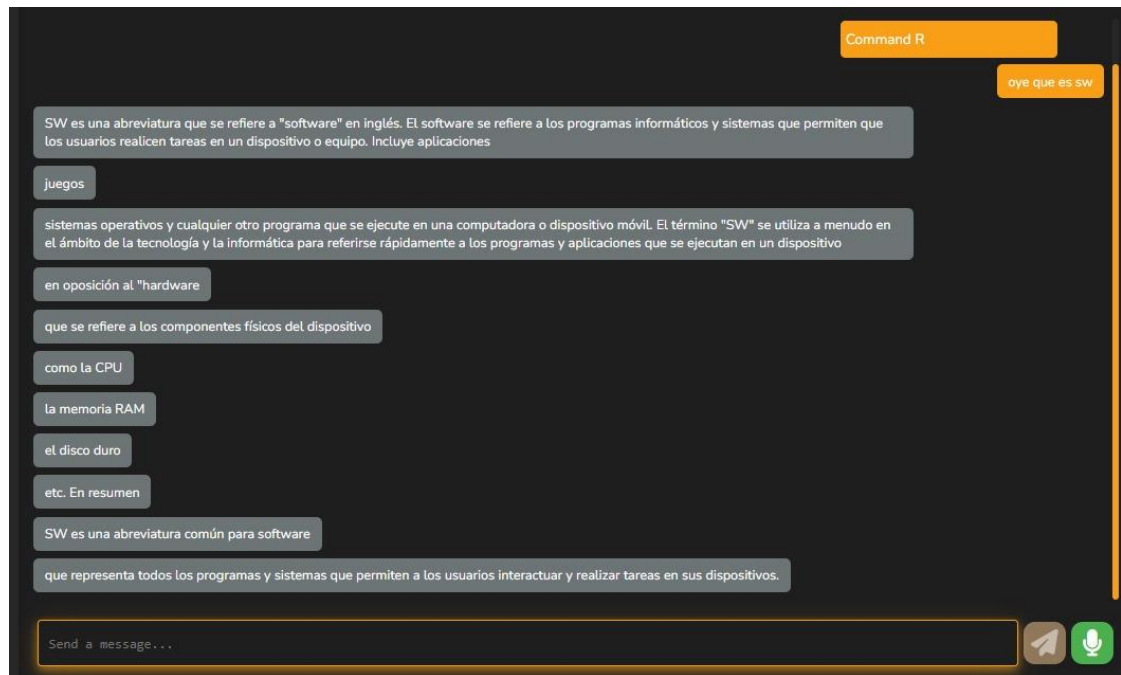 Command R
oye que es sw
SW es una abreviatura que se refiere a "software" en inglés. El software se refiere a los programas informáticos y sistemas que permiten que
los usuarios realicen tareas en un dispositivo o equipo. Incluye aplicaciones
juegos
sistemas operativos y cualquier otro programa que se ejecute en una computadora o dispositivo móvil. El término "SW" se utiliza a menudo en
el ámbito de la tecnología y la informática para referirse rápidamente a los programas y aplicaciones que se ejecutan en un dispositivo
en oposición al "hardware
que se refiere a los componentes físicos del dispositivo
como la CPU
la memoria RAM
el disco duro
etc. En resumen
SW es una abreviatura común para software
que representa todos los programas y sistemas que permiten a los usuarios interactuar y realizar tareas en sus dispositivos.
Send a message...